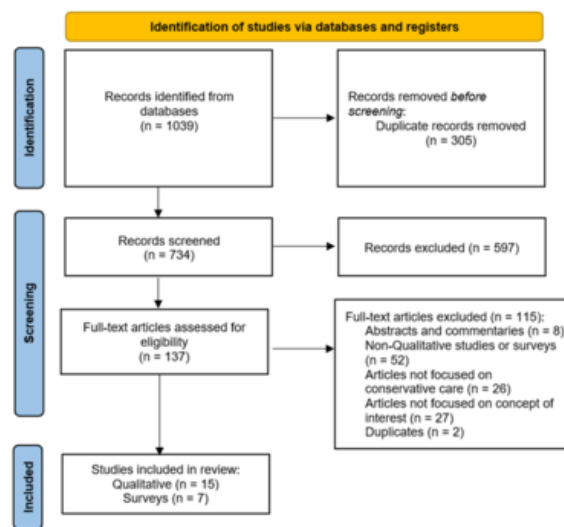 Identification of studies via databases and registers
Identification
Records identified from
databases
(n = 1039)
Records removed before
screening:
Duplicate records removed
(n = 305)
Screening
Records screened
(n = 734)
Records excluded (n = 597)
Full-text articles assessed for
eligibility
(n = 137)
Full-text articles excluded (n = 115):
Abstracts and commentaries (n = 8)
Non-Qualitative studies or surveys
(n = 52)
Articles not focused on
conservative care (n = 26)
Articles not focused on concept of
interest (n = 27)
Duplicates (n = 2)
Included
Studies included in review:
Qualitative (n = 15)
Surveys (n = 7)